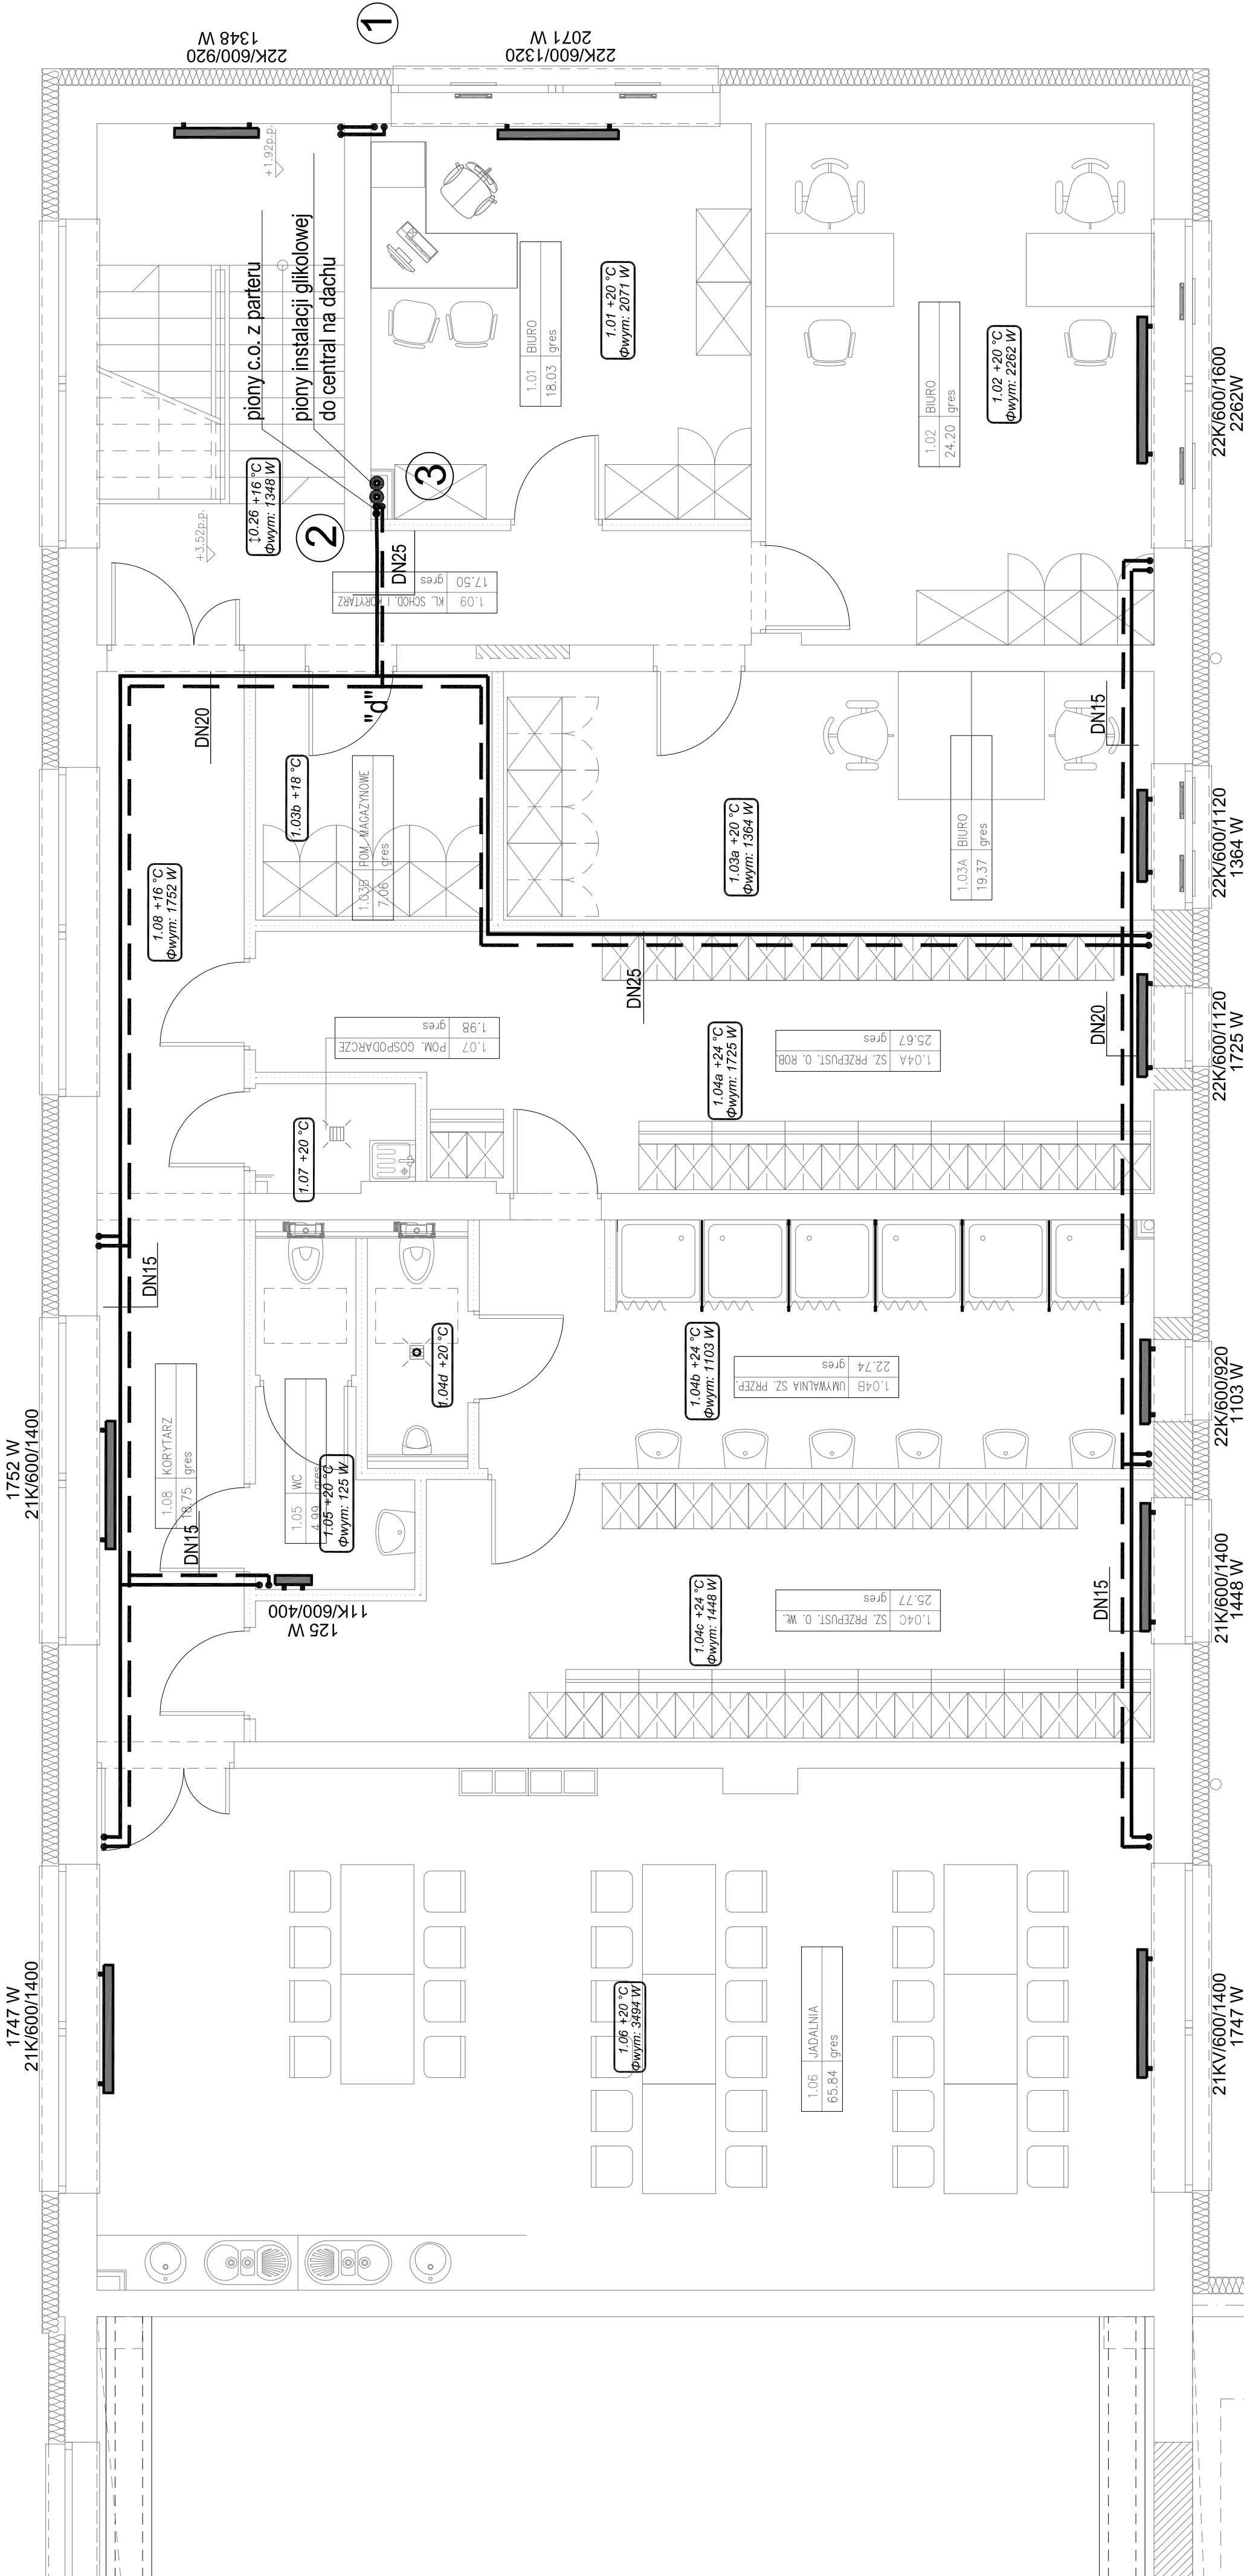 22K/600/920
1348 W
1
22K/600/1320
2071 W
+1.92p.p.
piony c.o. z parteru
piony instalacji glikolowej
do central na dachu
1.01 BIURO
18.03 gres
1.01 +20 °C
Φwym: 2071 W
1.02 BIURO
24.20 gres
1.02 +20 °C
Φwym: 2262 W
22K/600/1600
2262W
↑0.26 +16 °C
Φwym: 1348 W
+3.52p.p.
2
3
DN25
1.09 KL. SCHOD. I KORYTARZ
17.50 gres
DN20
"d"
DN15
1.03b +18 °C
1.03B POM. MAGAZYNOWE
7.06 gres
1.03a +20 °C
Φwym: 1364 W
1.03A BIURO
19.37 gres
22K/600/1120
1364 W
1.08 +16 °C
Φwym: 1752 W
DN25
DN20
1.07 POM. GOSPODARCZE
1.98 gres
1.04a +24 °C
Φwym: 1725 W
1.04A SZ. PRZEPUST. O. ROB.
25.67 gres
22K/600/1120
1725 W
1.07 +20 °C
DN15
1.04d +20 °C
1.04b +24 °C
Φwym: 1103 W
1.04B UMYWALNIA SZ. PRZEP.
22.74 gres
22K/600/920
1103 W
1752 W
21K/600/1400
1.08 KORYTARZ
18.75 gres
1.05 WC
4.99 gres
1.05 +20 °C
Φwym: 125 W
DN15
11K/600/400
125 W
1.04c +24 °C
Φwym: 1448 W
1.04C SZ. PRZEPUST. O. WŁ.
25.77 gres
DN15
21K/600/1400
1448 W
1747 W
21K/600/1400
1.06 +20 °C
Φwym: 3494 W
1.06 JADALNIA
65.84 gres
21KV/600/1400
1747 W